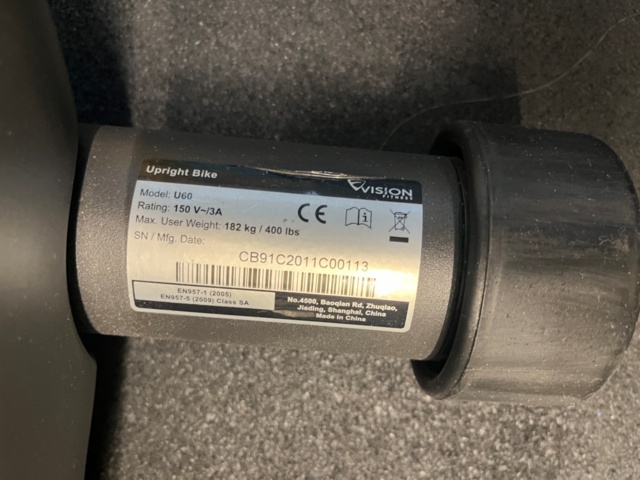 Upright Bike
VISION
FITNESS
Model: U60
Rating: 150 V~/3A
Max. User Weight: 182 kg / 400 lbs
SN / Mfg. Date:
CE
CB91C2011C00113
EN957-1 (2005)
EN957-5 (2009) Class SA
No.4500, Baoqian Rd, Zhuqiao,
Jiading, Shanghai, China
Made in China